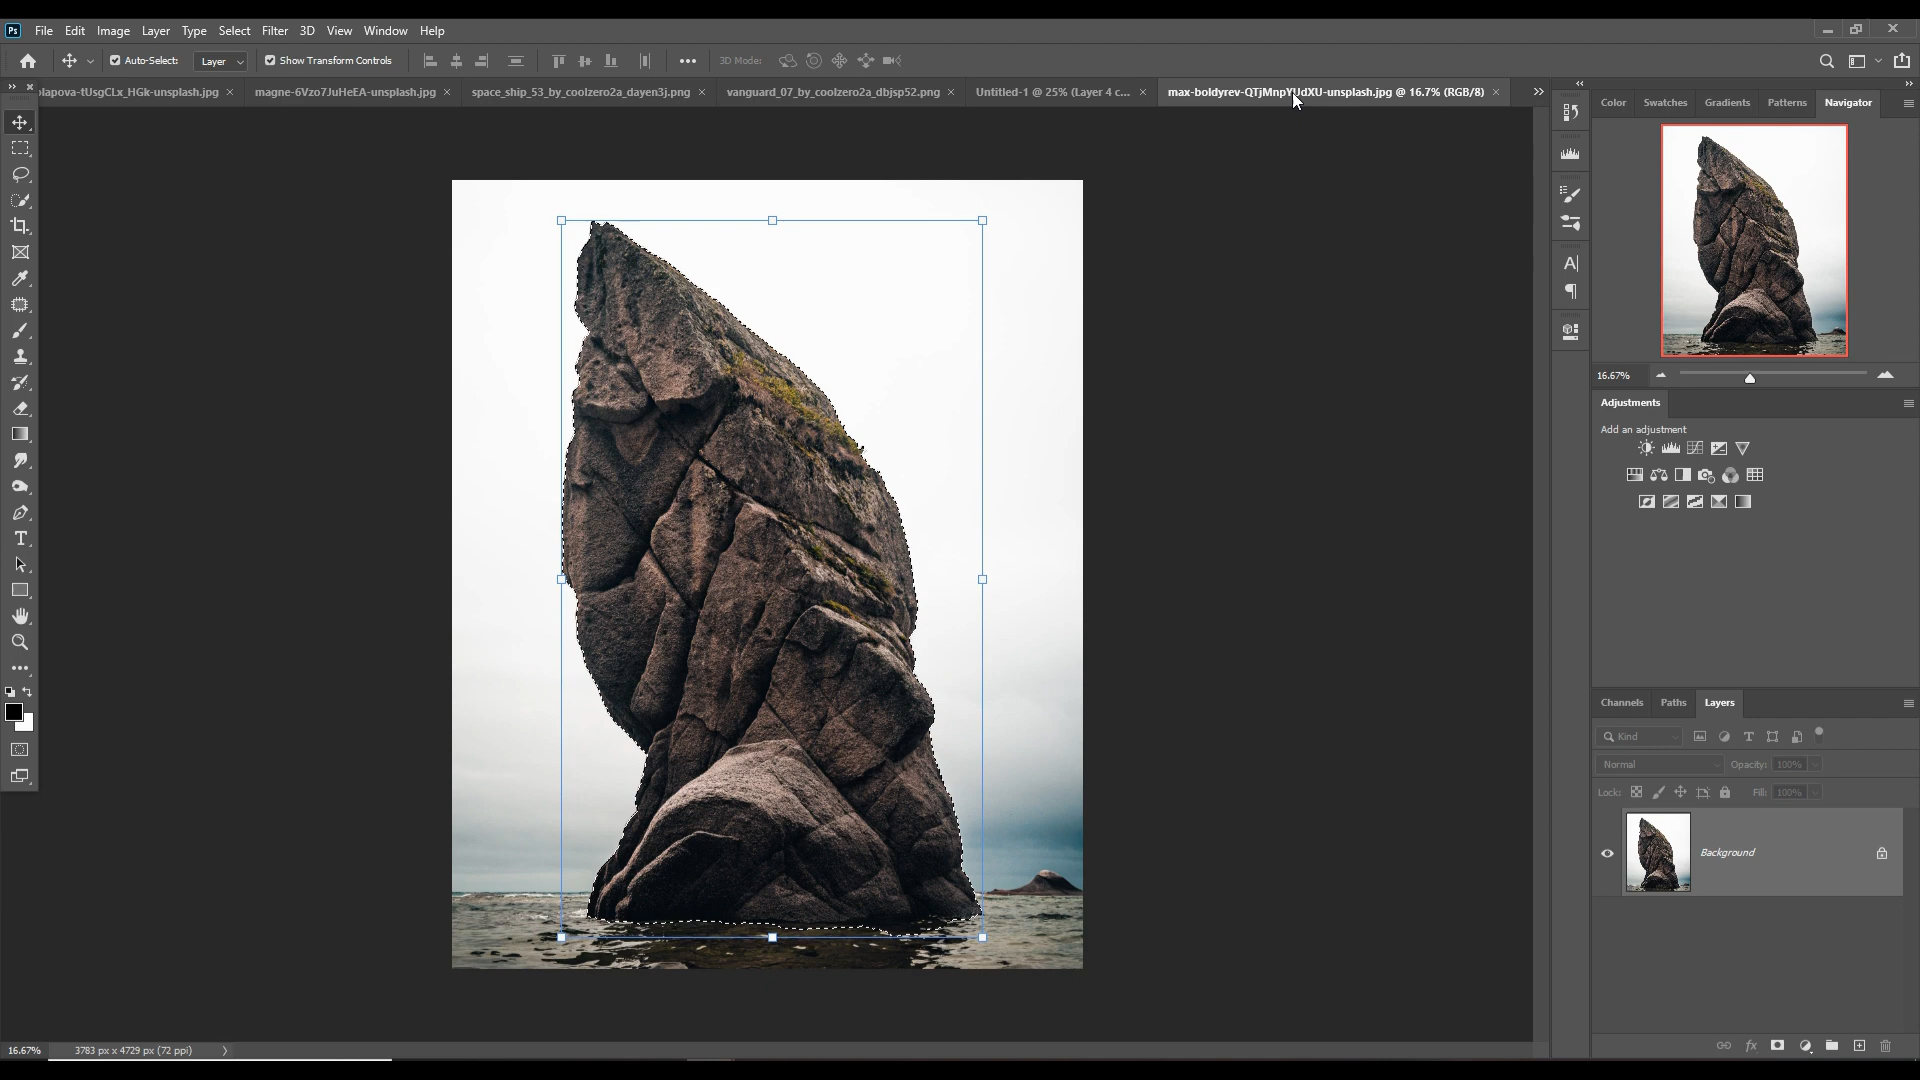 Ps File Edit Image Layer Type Select Filter 3D View Window Help
Auto-Select: Layer Show Transform Controls 3D Mode:
olapova-tUsgCLx_HGk-unsplash.jpg magne-6Vzo7JuHeEA-unsplash.jpg space_ship_53_by_coolzero2a_dayen3j.png vanguard_07_by_coolzero2a_dbjsp52.png Untitled-1 @ 25% (Layer 4 c... max-boldyrev-QTjMnpYUdXU-unsplash.jpg @ 16.7% (RGB/8)
Color Swatches Gradients Patterns Navigator
16.67%
Adjustments
Add an adjustment
Channels Paths Layers
Kind
Normal Opacity: 100%
Lock: Fill: 100%
Background
16.67% 3783 px x 4729 px (72 ppi)